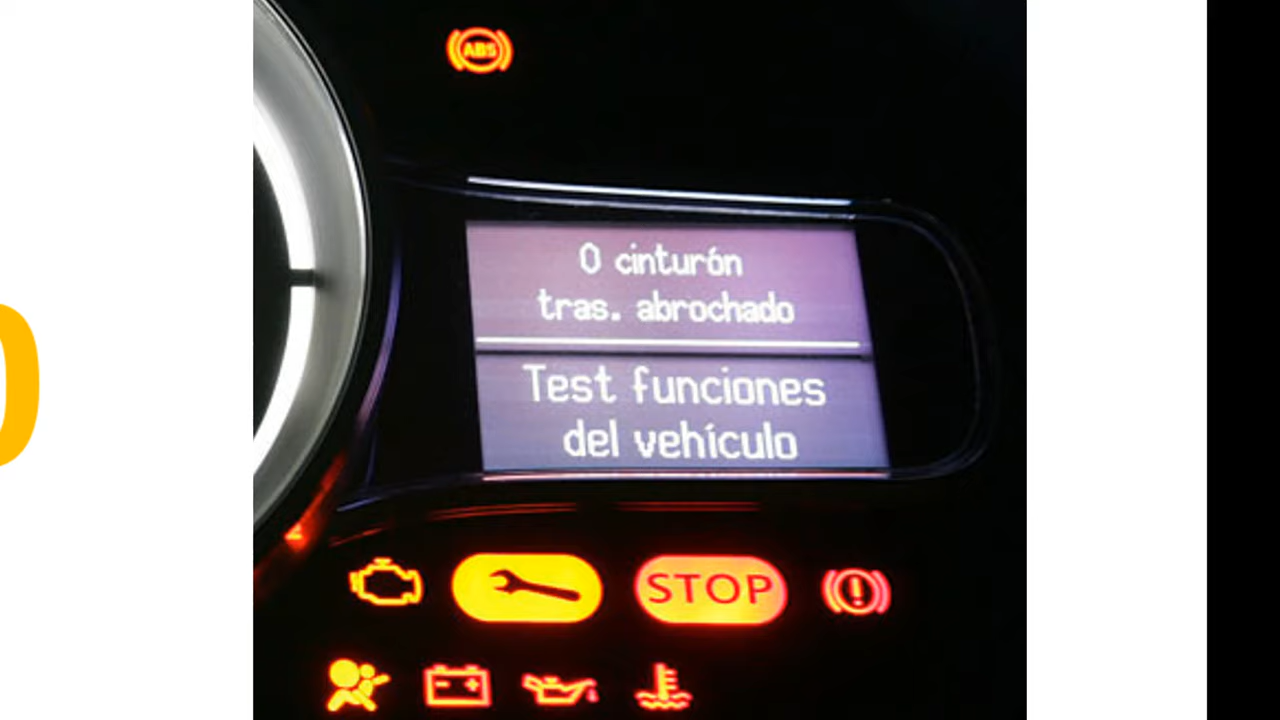 ABS
0 cinturón
tras. abrochado
Test funciones
del vehículo
STOP